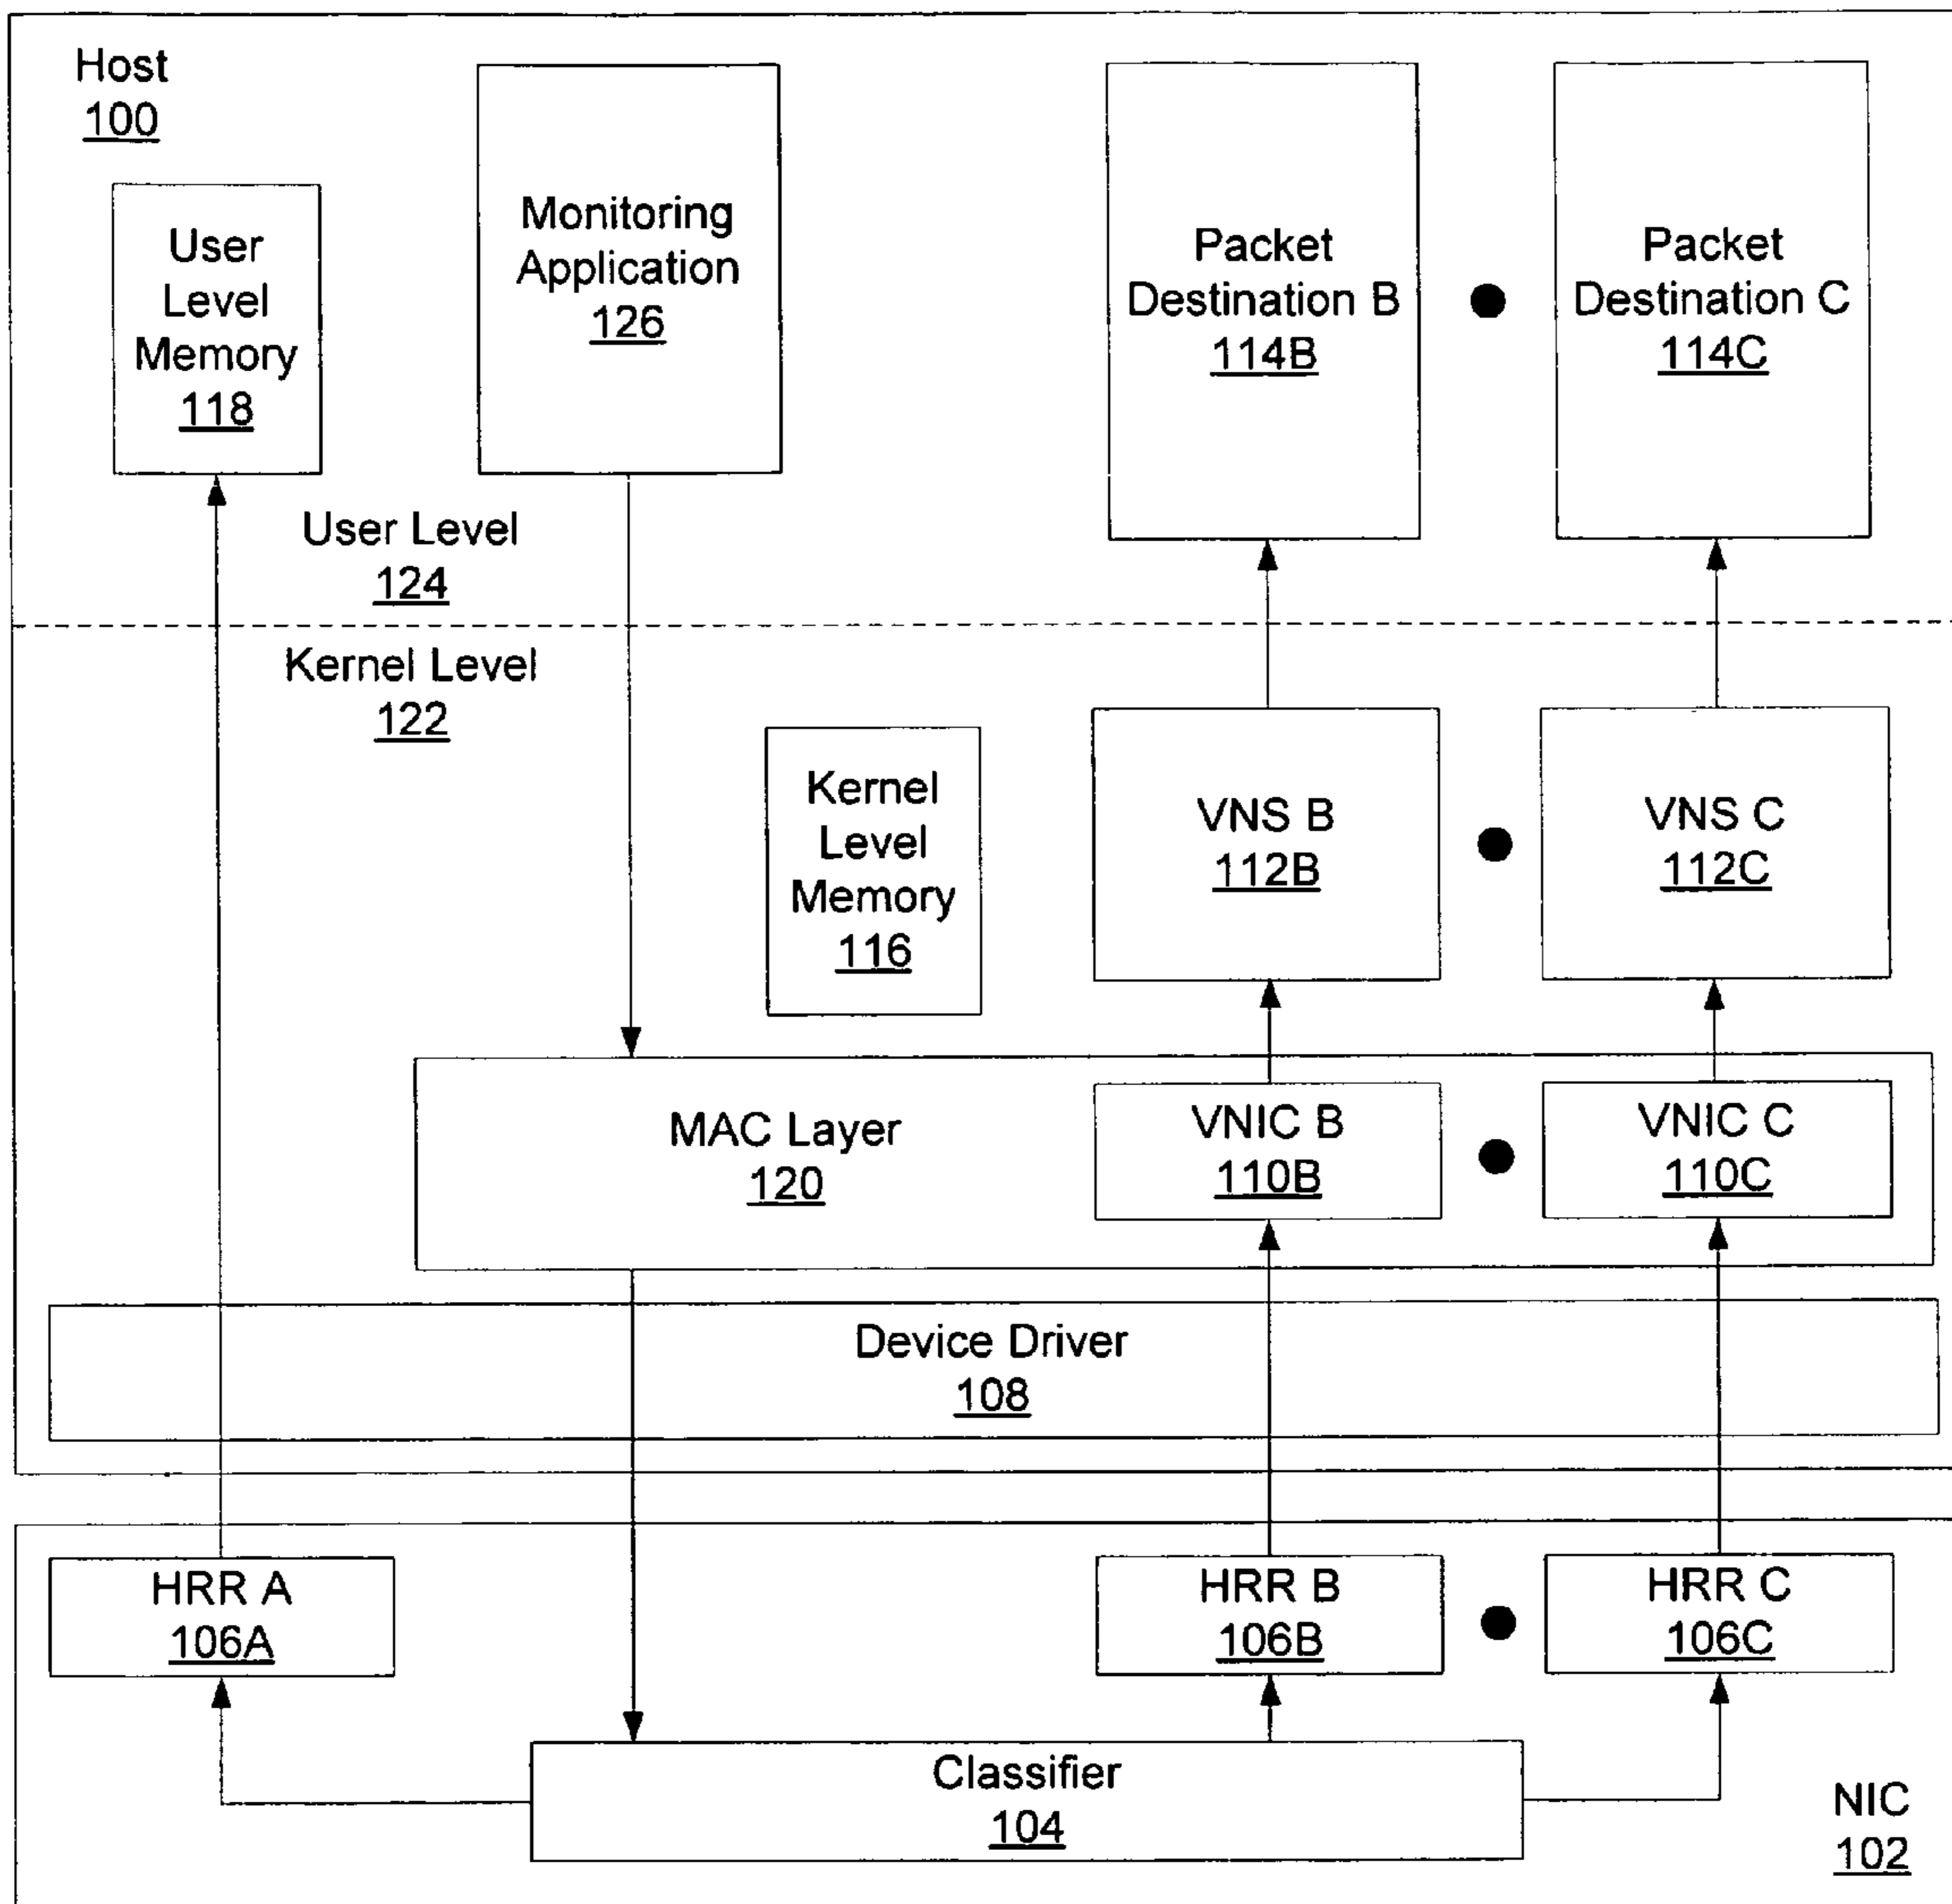 Host
100
User
Level
Memory
118
Monitoring
Application
126
Packet
Destination B
114B
Packet
Destination C
114C
User Level
124
Kernel Level
122
Kernel
Level
Memory
116
VNS B
112B
VNS C
112C
MAC Layer
120
VNIC B
110B
VNIC C
110C
Device Driver
108
HRR A
106A
HRR B
106B
HRR C
106C
Classifier
104
NIC
102